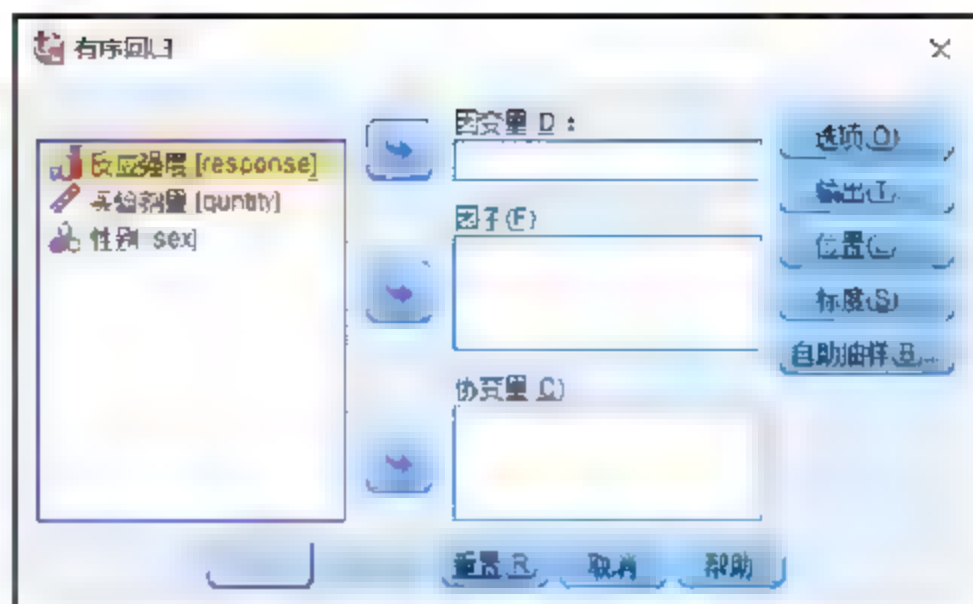 有序回归
反应强度 [response]
实验剂量 [quntity]
性别 [sex]
因变量(D):
因子(F)
协变量(C)
选项(O)
输出(T)
位置(L)
标度(S)
自助抽样(B)...
重置(R) 取消 帮助